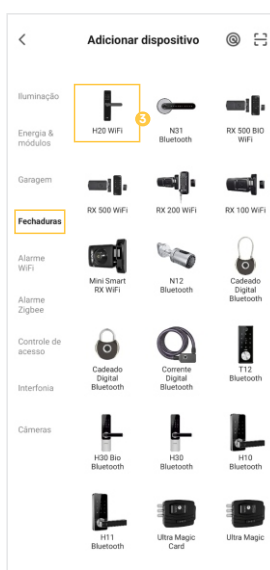 Adicionar dispositivo
Iluminação
Energia &
módulos
Garagem
Fechaduras
Alarme
WiFi
Alarme
Zigbee
Controle de
acesso
Interfonia
Câmeras
H20 WiFi
3
N31
Bluetooth
RX 500 BIO
WiFi
RX 500 WiFi
RX 200 WiFi
RX 100 WiFi
Mini Smart
RX WiFi
N12
Bluetooth
Cadeado
Digital
Bluetooth
Cadeado
Digital
Bluetooth
Corrente
Digital
Bluetooth
T12
Bluetooth
H30 Bio
Bluetooth
H30
Bluetooth
H10
Bluetooth
H11
Bluetooth
Ultra Magic
Card
Ultra Magic